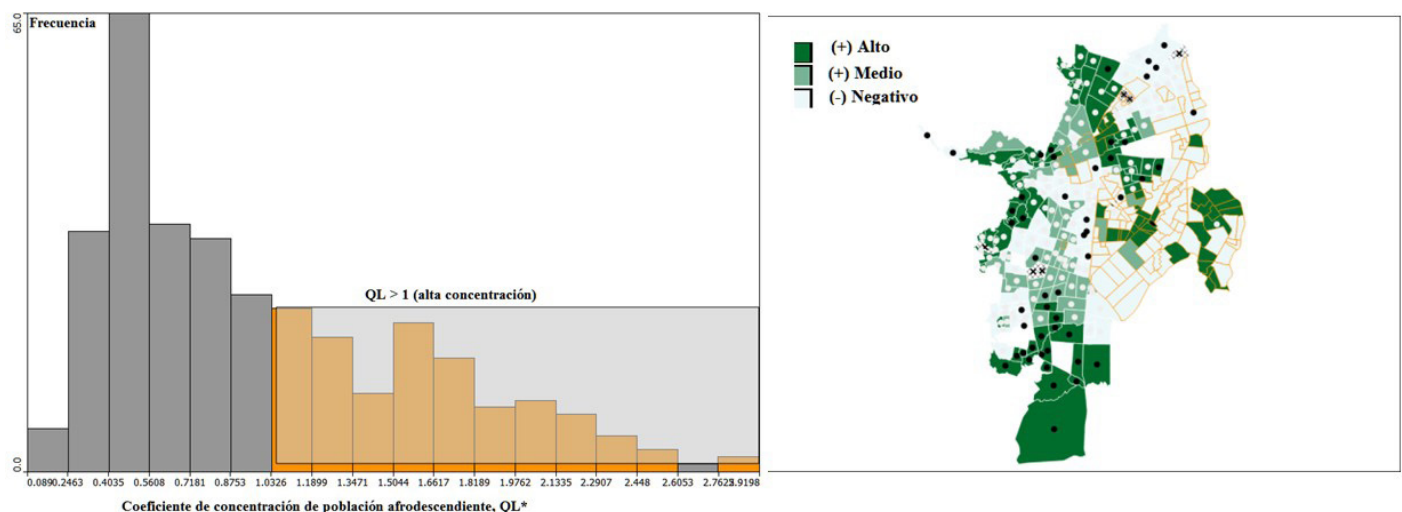 65.0
Frecuencia
QL > 1 (alta concentración)
0.0
0.0890.2463 0.4035 0.5608 0.7181 0.8753 1.0326 1.1899 1.3471 1.5044 1.6617 1.8189 1.9762 2.1335 2.2907 2.448 2.6053 2.7625 2.9198
Coeficiente de concentración de población afrodescendiente, QL*
(+) Alto
(+) Medio
(-) Negativo